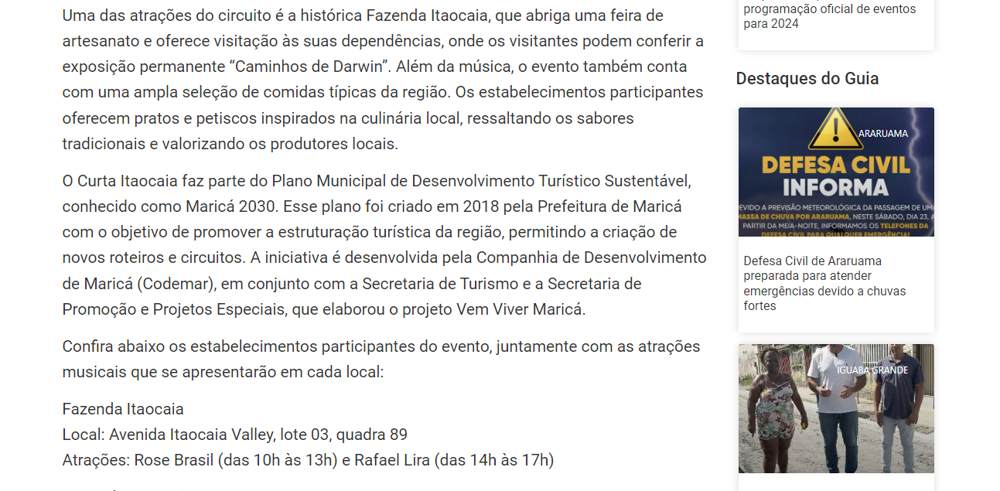 Uma das atrações do circuito é a histórica Fazenda Itaocaia, que abriga uma feira de
artesanato e oferece visitação às suas dependências, onde os visitantes podem conferir a
exposição permanente “Caminhos de Darwin”. Além da música, o evento também conta
com uma ampla seleção de comidas típicas da região. Os estabelecimentos participantes
oferecem pratos e petiscos inspirados na culinária local, ressaltando os sabores
tradicionais e valorizando os produtores locais.
O Curta Itaocaia faz parte do Plano Municipal de Desenvolvimento Turístico Sustentável,
conhecido como Maricá 2030. Esse plano foi criado em 2018 pela Prefeitura de Maricá
com o objetivo de promover a estruturação turística da região, permitindo a criação de
novos roteiros e circuitos. A iniciativa é desenvolvida pela Companhia de Desenvolvimento
de Maricá (Codemar), em conjunto com a Secretaria de Turismo e a Secretaria de
Promoção e Projetos Especiais, que elaborou o projeto Vem Viver Maricá.
Confira abaixo os estabelecimentos participantes do evento, juntamente com as atrações
musicais que se apresentarão em cada local:
Fazenda Itaocaia
Local: Avenida Itaocaia Valley, lote 03, quadra 89
Atrações: Rose Brasil (das 10h às 13h) e Rafael Lira (das 14h às 17h)
programação oficial de eventos
para 2024
Destaques do Guia
ARARUAMA
DEFESA CIVIL
INFORMA
EVIDO A PREVISÃO METEOROLÓGICA DA PASSAGEM DE UM
MASSA DE CHUVA POR ARARUAMA, NESTE SÁBADO, DIA 23, A
PARTIR DA MEIA-NOITE, INFORMAMOS OS TELEFONES DA
DEFESA CIVIL PARA QUALQUER EMERGÊNCIA!
Defesa Civil de Araruama
preparada para atender
emergências devido a chuvas
fortes
IGUABA GRANDE